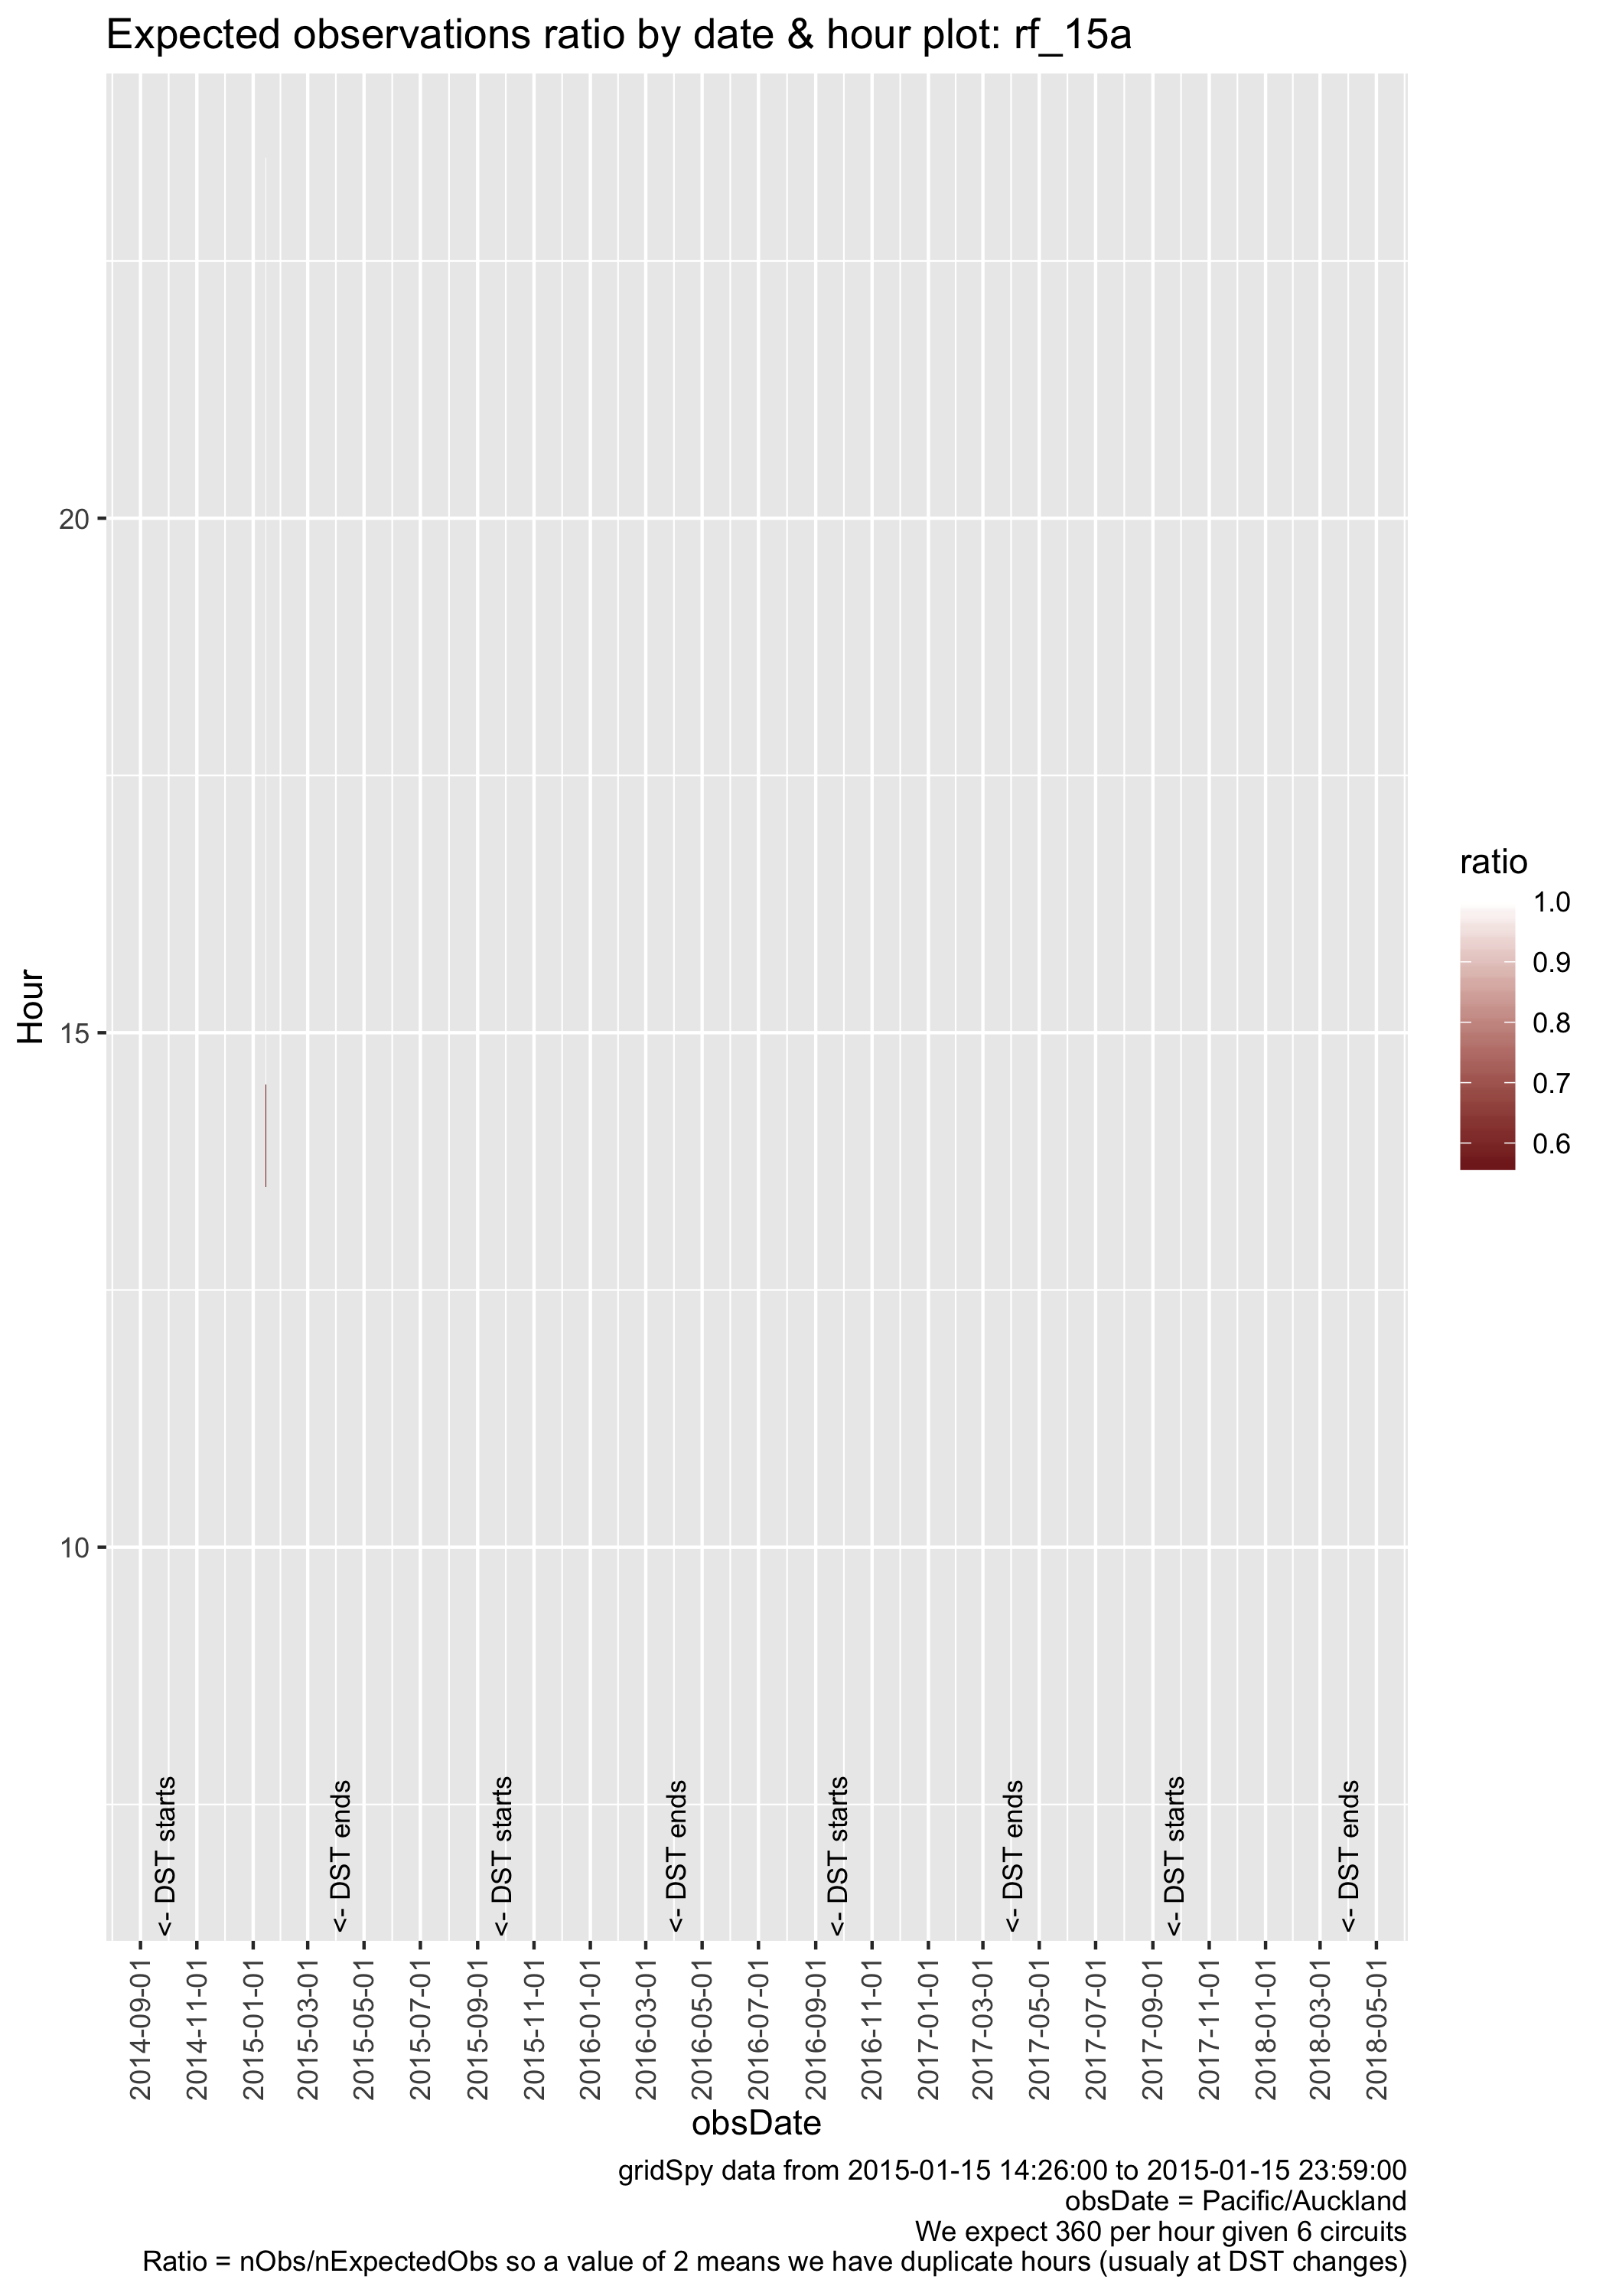 Expected observations ratio by date & hour plot: rf_15a
Hour
20
15
10
ratio
1.0
0.9
0.8
0.7
0.6
<- DST starts
<- DST ends
<- DST starts
<- DST ends
<- DST starts
<- DST ends
<- DST starts
<- DST ends
2014-09-01
2014-11-01
2015-01-01
2015-03-01
2015-05-01
2015-07-01
2015-09-01
2015-11-01
2016-01-01
2016-03-01
2016-05-01
2016-07-01
2016-09-01
2016-11-01
2017-01-01
2017-03-01
2017-05-01
2017-07-01
2017-09-01
2017-11-01
2018-01-01
2018-03-01
2018-05-01
obsDate
gridSpy data from 2015-01-15 14:26:00 to 2015-01-15 23:59:00
obsDate = Pacific/Auckland
We expect 360 per hour given 6 circuits
Ratio = nObs/nExpectedObs so a value of 2 means we have duplicate hours (usualy at DST changes)